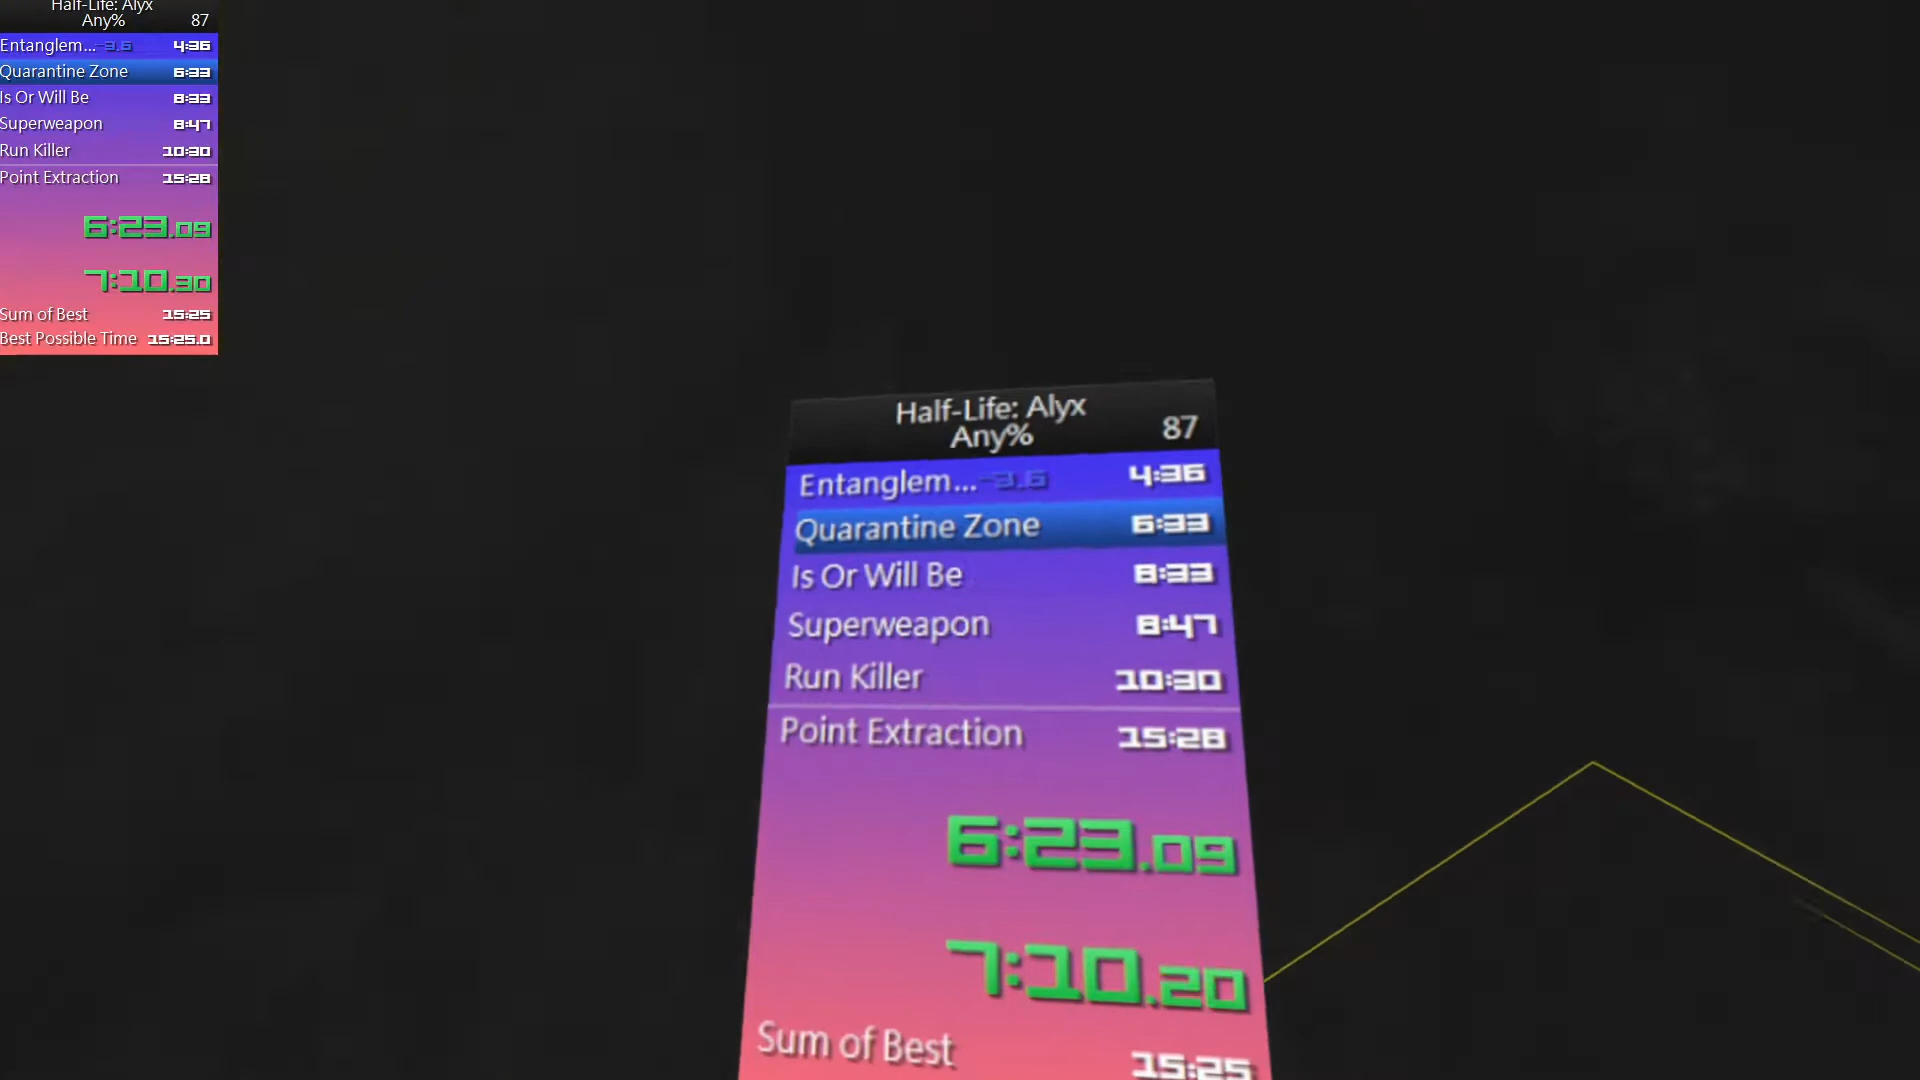 Half-Life: Alyx
Any% 87
Entanglem... -3.6 4:36
Quarantine Zone 6:33
Is Or Will Be 8:33
Superweapon 8:47
Run Killer 10:30
Point Extraction 15:28
6:23.09
7:10.30
Sum of Best 15:25
Best Possible Time 15:25.0
Half-Life: Alyx
Any% 87
Entanglem... -3.6 4:36
Quarantine Zone 6:33
Is Or Will Be 8:33
Superweapon 8:47
Run Killer 10:30
Point Extraction 15:28
6:23.09
7:10.20
Sum of Best 15:25